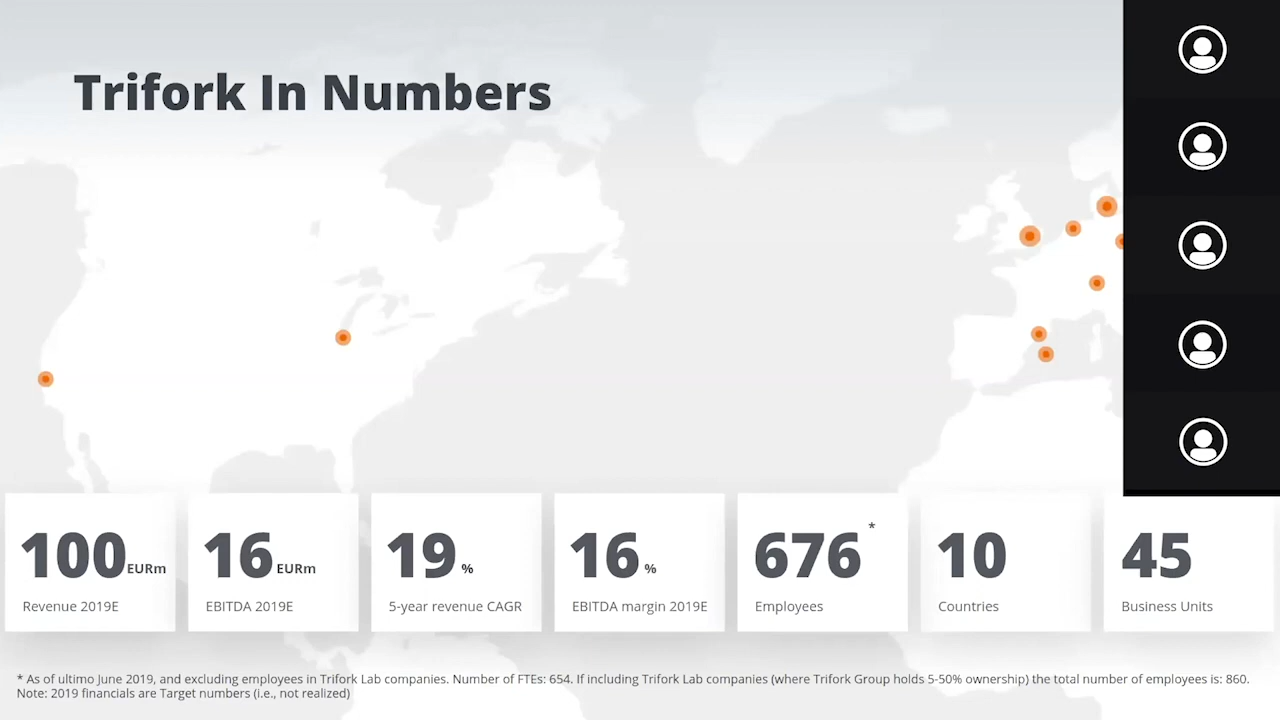 Trifork In Numbers
100 EURm
Revenue 2019E
16 EURm
EBITDA 2019E
19 %
5-year revenue CAGR
16 %
EBITDA margin 2019E
676 *
Employees
10
Countries
45
Business Units
* As of ultimo June 2019, and excluding employees in Trifork Lab companies. Number of FTEs: 654. If including Trifork Lab companies (where Trifork Group holds 5-50% ownership) the total number of employees is: 860.
Note: 2019 financials are Target numbers (i.e., not realized)